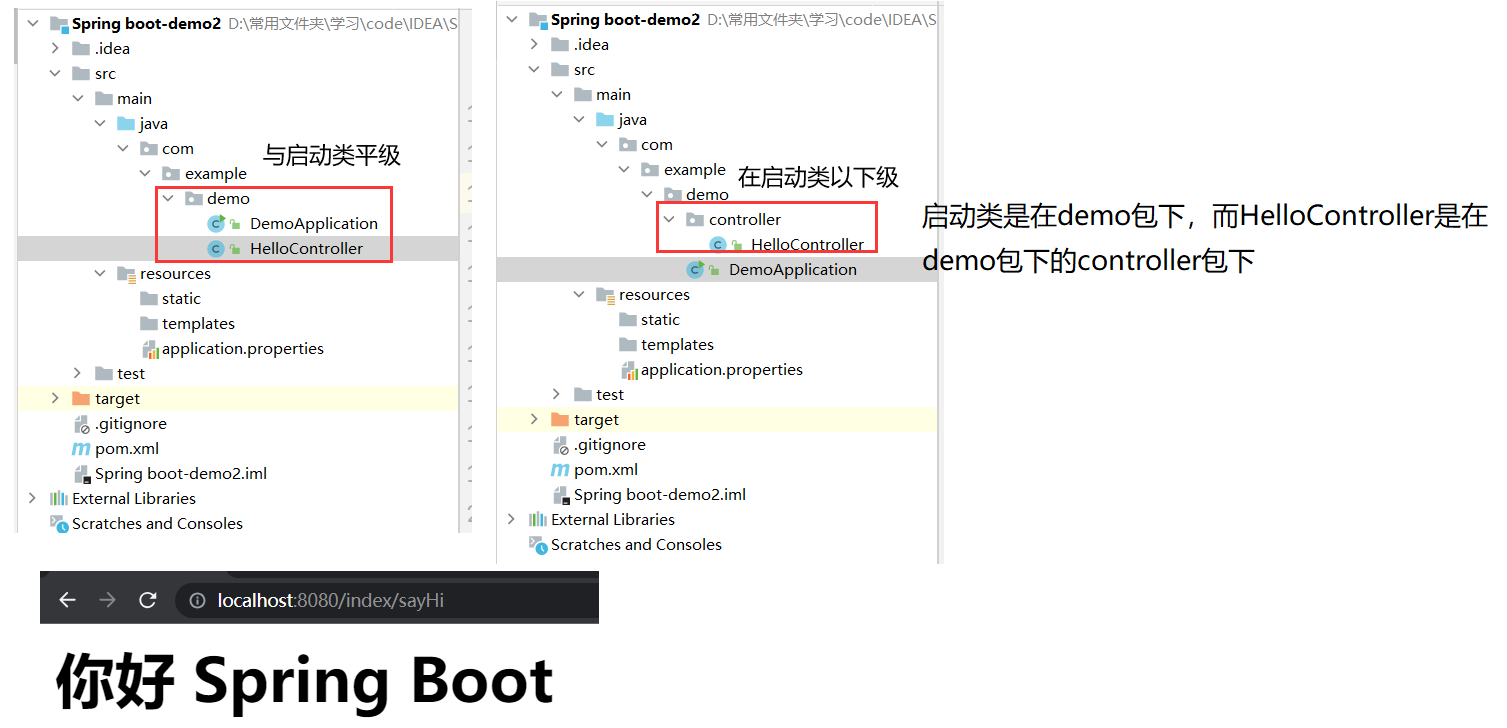 Spring boot-demo2 D:\常用文件夹\学习\code\IDEA\S
.idea
src
main
java
com
与启动类平级
example
demo
DemoApplication
HelloController
resources
static
templates
application.properties
test
target
.gitignore
pom.xml
Spring boot-demo2.iml
External Libraries
Scratches and Consoles
Spring boot-demo2 D:\常用文件夹\学习\code\IDEA\S
.idea
src
main
java
com
example
在启动类以下级
demo
controller
HelloController
DemoApplication
resources
static
templates
application.properties
test
target
.gitignore
pom.xml
Spring boot-demo2.iml
External Libraries
Scratches and Consoles
启动类是在demo包下，而HelloController是在
demo包下的controller包下
localhost:8080/index/sayHi
你好 Spring Boot